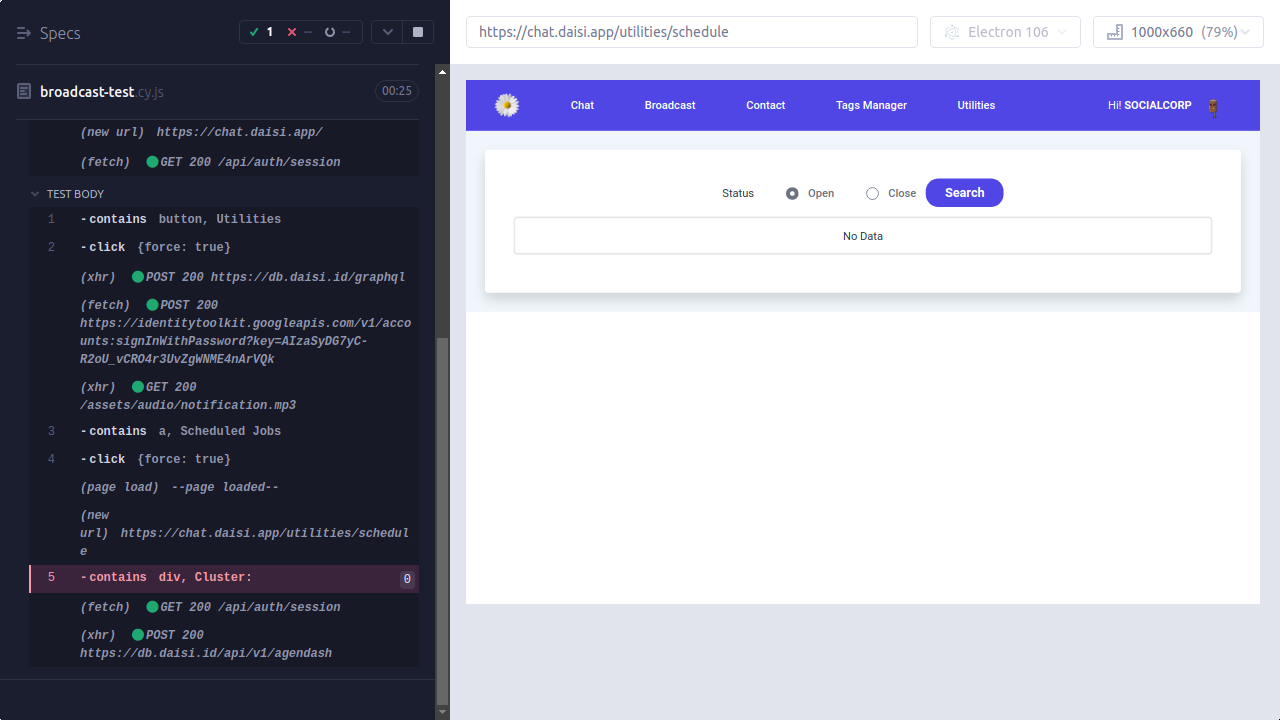 Specs
1 -- --
https://chat.daisi.app/utilities/schedule
Electron 106
1000x660 (79%)
broadcast-test.cy.js
00:25
(new url) https://chat.daisi.app/
(fetch) GET 200 /api/auth/session
TEST BODY
1 -contains button, Utilities
2 -click {force: true}
(xhr) POST 200 https://db.daisi.id/graphql
(fetch) POST 200
https://identitytoolkit.googleapis.com/v1/acco
unts:signInWithPassword?key=AIzaSyDG7yC-
R2oU_vCRO4r3UvZgWNME4nArVQk
(xhr) GET 200
/assets/audio/notification.mp3
3 -contains a, Scheduled Jobs
4 -click {force: true}
(page load) --page loaded--
(new
url) https://chat.daisi.app/utilities/schedul
e
5 -contains div, Cluster: 0
(fetch) GET 200 /api/auth/session
(xhr) POST 200
https://db.daisi.id/api/v1/agendash
Chat Broadcast Contact Tags Manager Utilities Hi! SOCIALCORP
Status Open Close Search
No Data